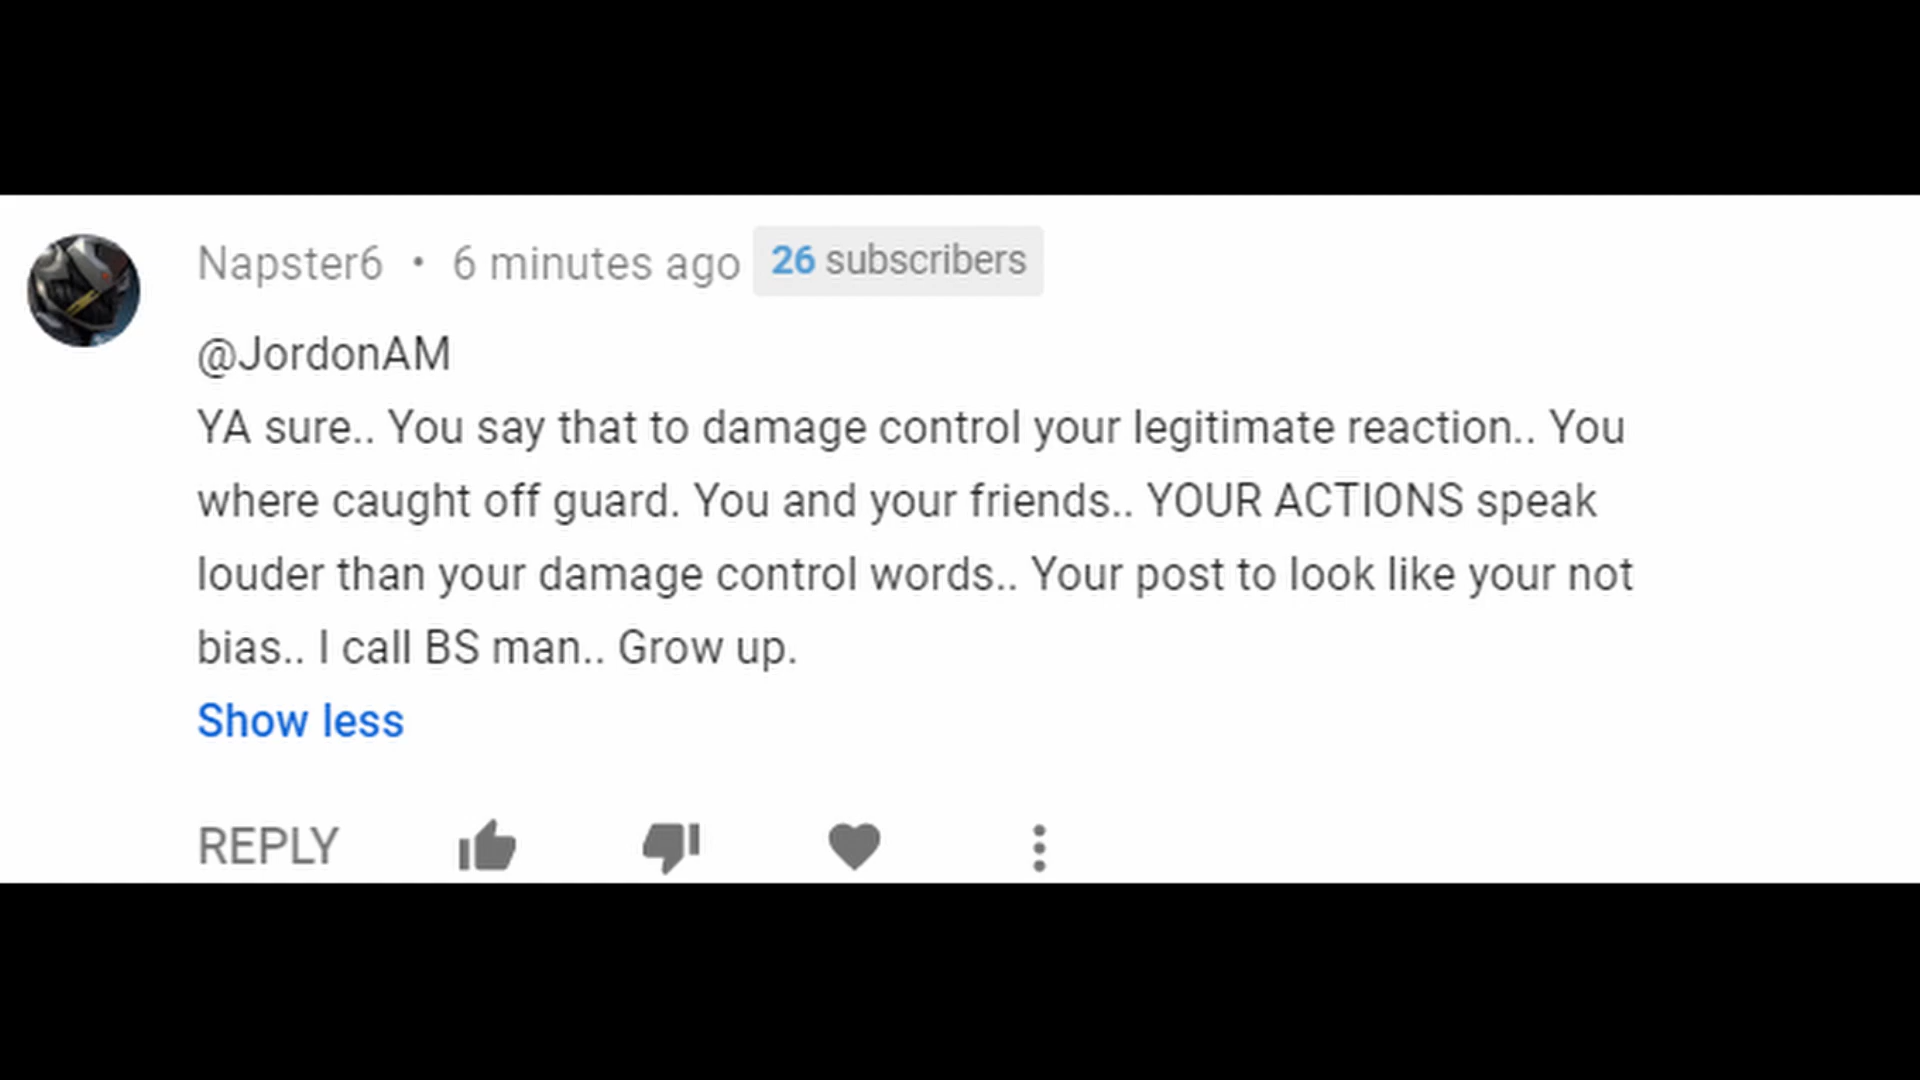 Napster6 • 6 minutes ago 26 subscribers
@JordonAM
YA sure.. You say that to damage control your legitimate reaction.. You
where caught off guard. You and your friends.. YOUR ACTIONS speak
louder than your damage control words.. Your post to look like your not
bias.. I call BS man.. Grow up.
Show less
REPLY